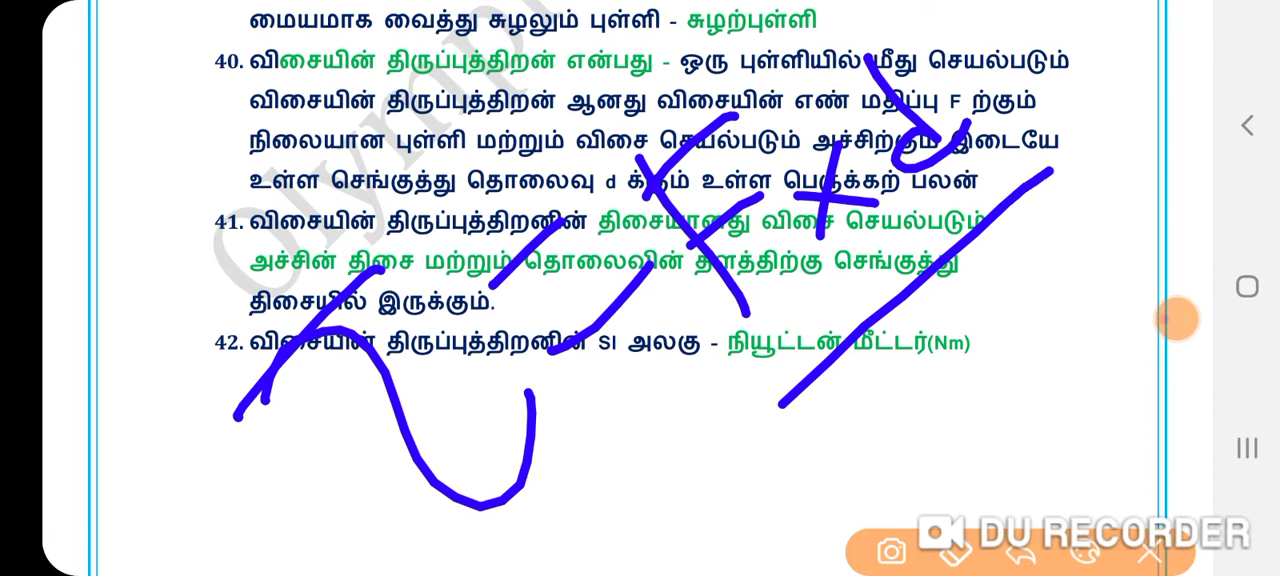 மையமாக வைத்து சுழலும் புள்ளி - சுழற்புள்ளி
40. விசையின் திருப்புத்திறன் என்பது - ஒரு புள்ளியில் மீது செயல்படும்
விசையின் திருப்புத்திறன் ஆனது விசையின் எண் மதிப்பு F ற்கும்
நிலையான புள்ளி மற்றும் விசை செயல்படும் அச்சிற்கும் இடையே
உள்ள செங்குத்து தொலைவு d க்கும் உள்ள பெருக்கற் பலன்
41. விசையின் திருப்புத்திறனின் திசையானது விசை செயல்படும்
அச்சின் திசை மற்றும் தொலைவின் தளத்திற்கு செங்குத்து
திசையில் இருக்கும்.
42. விசையின் திருப்புத்திறனின் SI அலகு - நியூட்டன் மீட்டர்(Nm)
τ = F × d
DU RECORDER